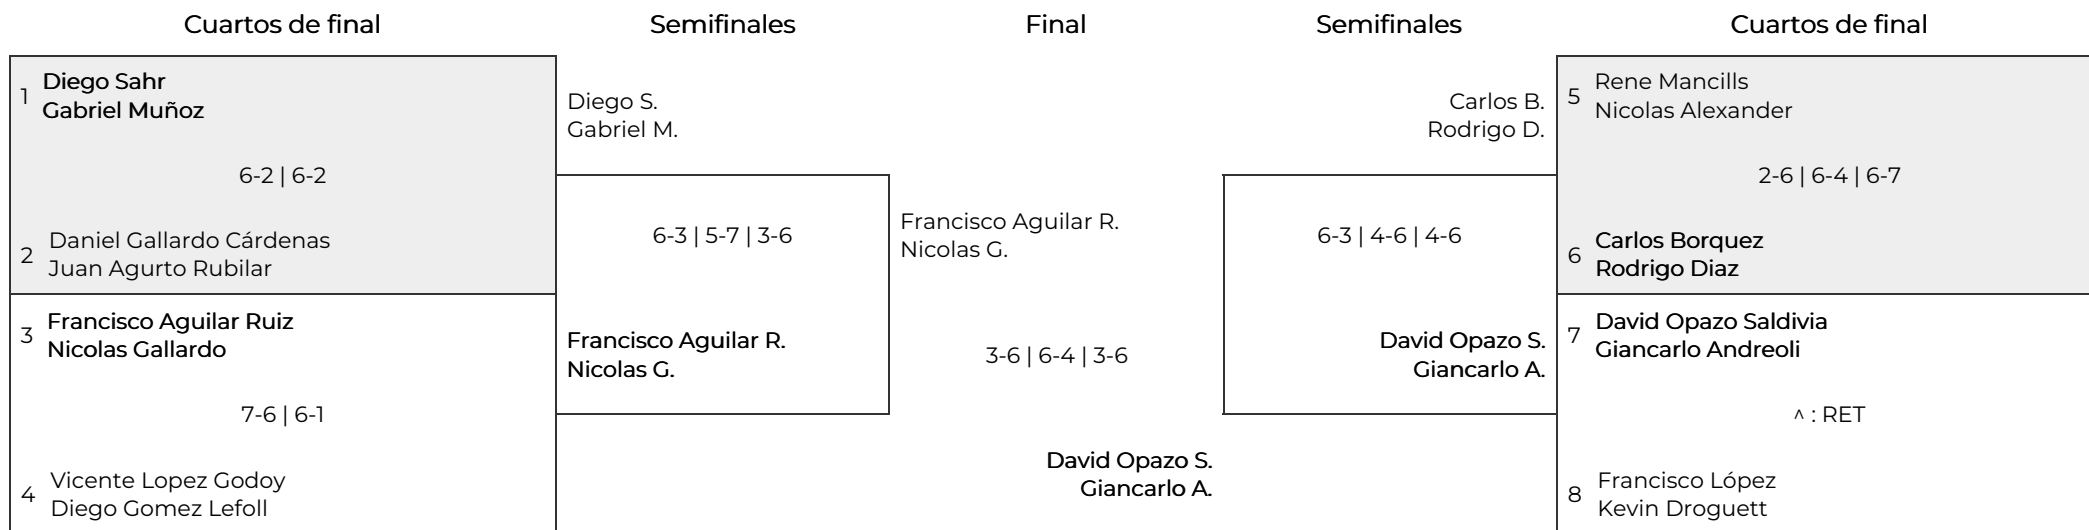 Cuartos de final
Semifinales
Final
Semifinales
Cuartos de final
1
Diego Sahr
Gabriel Muñoz
6-2 | 6-2
2
Daniel Gallardo Cárdenas
Juan Agurto Rubilar
3
Francisco Aguilar Ruiz
Nicolas Gallardo
7-6 | 6-1
4
Vicente Lopez Godoy
Diego Gomez Lefoll
Diego S.
Gabriel M.
6-3 | 5-7 | 3-6
Francisco Aguilar R.
Nicolas G.
Francisco Aguilar R.
Nicolas G.
3-6 | 6-4 | 3-6
David Opazo S.
Giancarlo A.
Carlos B.
Rodrigo D.
6-3 | 4-6 | 4-6
David Opazo S.
Giancarlo A.
5
Rene Mancills
Nicolas Alexander
2-6 | 6-4 | 6-7
6
Carlos Borquez
Rodrigo Diaz
7
David Opazo Saldivia
Giancarlo Andreoli
^ : RET
8
Francisco López
Kevin Droguett